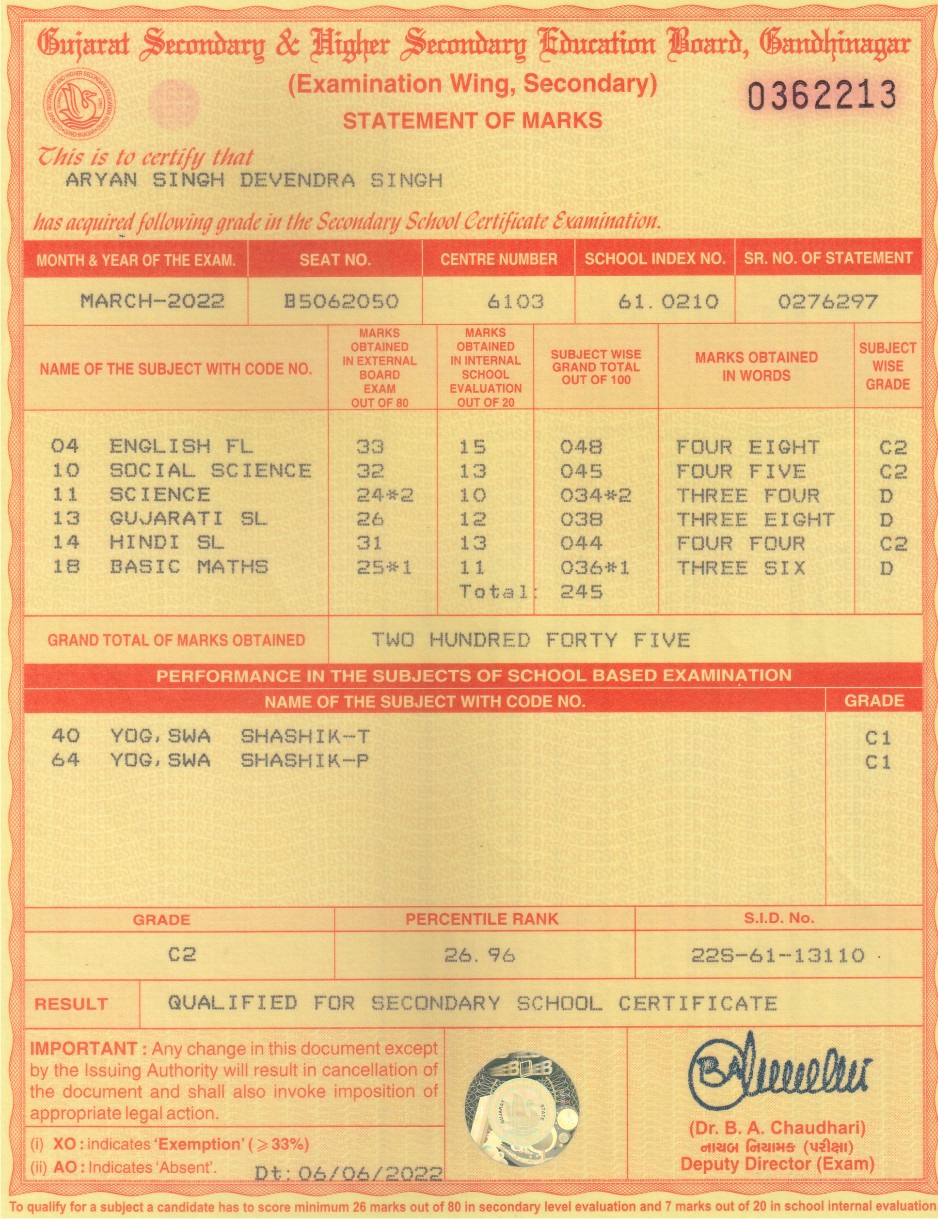 Gujarat Secondary & Higher Secondary Education Board, Gandhinagar
(Examination Wing, Secondary)
0362213
STATEMENT OF MARKS
This is to certify that
ARYAN SINGH DEVENDRA SINGH
has acquired following grade in the Secondary School Certificate Examination.
MONTH & YEAR OF THE EXAM. SEAT NO. CENTRE NUMBER SCHOOL INDEX NO. SR. NO. OF STATEMENT
MARCH-2022 B5062050 6103 61.0210 0276297
NAME OF THE SUBJECT WITH CODE NO. MARKS OBTAINED IN EXTERNAL BOARD EXAM OUT OF 80 MARKS OBTAINED IN INTERNAL SCHOOL EVALUATION OUT OF 20 SUBJECT WISE GRAND TOTAL OUT OF 100 MARKS OBTAINED IN WORDS SUBJECT WISE GRADE
04 ENGLISH FL 33 15 048 FOUR EIGHT C2
10 SOCIAL SCIENCE 32 13 045 FOUR FIVE C2
11 SCIENCE 24*2 10 034*2 THREE FOUR D
13 GUJARATI SL 26 12 038 THREE EIGHT D
14 HINDI SL 31 13 044 FOUR FOUR C2
18 BASIC MATHS 25*1 11 036*1 THREE SIX D
Total: 245
GRAND TOTAL OF MARKS OBTAINED TWO HUNDRED FORTY FIVE
PERFORMANCE IN THE SUBJECTS OF SCHOOL BASED EXAMINATION
NAME OF THE SUBJECT WITH CODE NO. GRADE
40 YOG,SWA SHASHIK-T C1
64 YOG,SWA SHASHIK-P C1
GRADE PERCENTILE RANK S.I.D. No.
C2 26.96 22S-61-13110
RESULT QUALIFIED FOR SECONDARY SCHOOL CERTIFICATE
IMPORTANT : Any change in this document except
by the Issuing Authority will result in cancellation of
the document and shall also invoke imposition of
appropriate legal action.
(i) XO : indicates 'Exemption' (⩾33%)
(ii) AO : Indicates 'Absent'.
Dt: 06/06/2022
(Dr. B. A. Chaudhari)
નાયબ નિયામક (પરીક્ષા)
Deputy Director (Exam)
To qualify for a subject a candidate has to score minimum 26 marks out of 80 in secondary level evaluation and 7 marks out of 20 in school internal evaluation